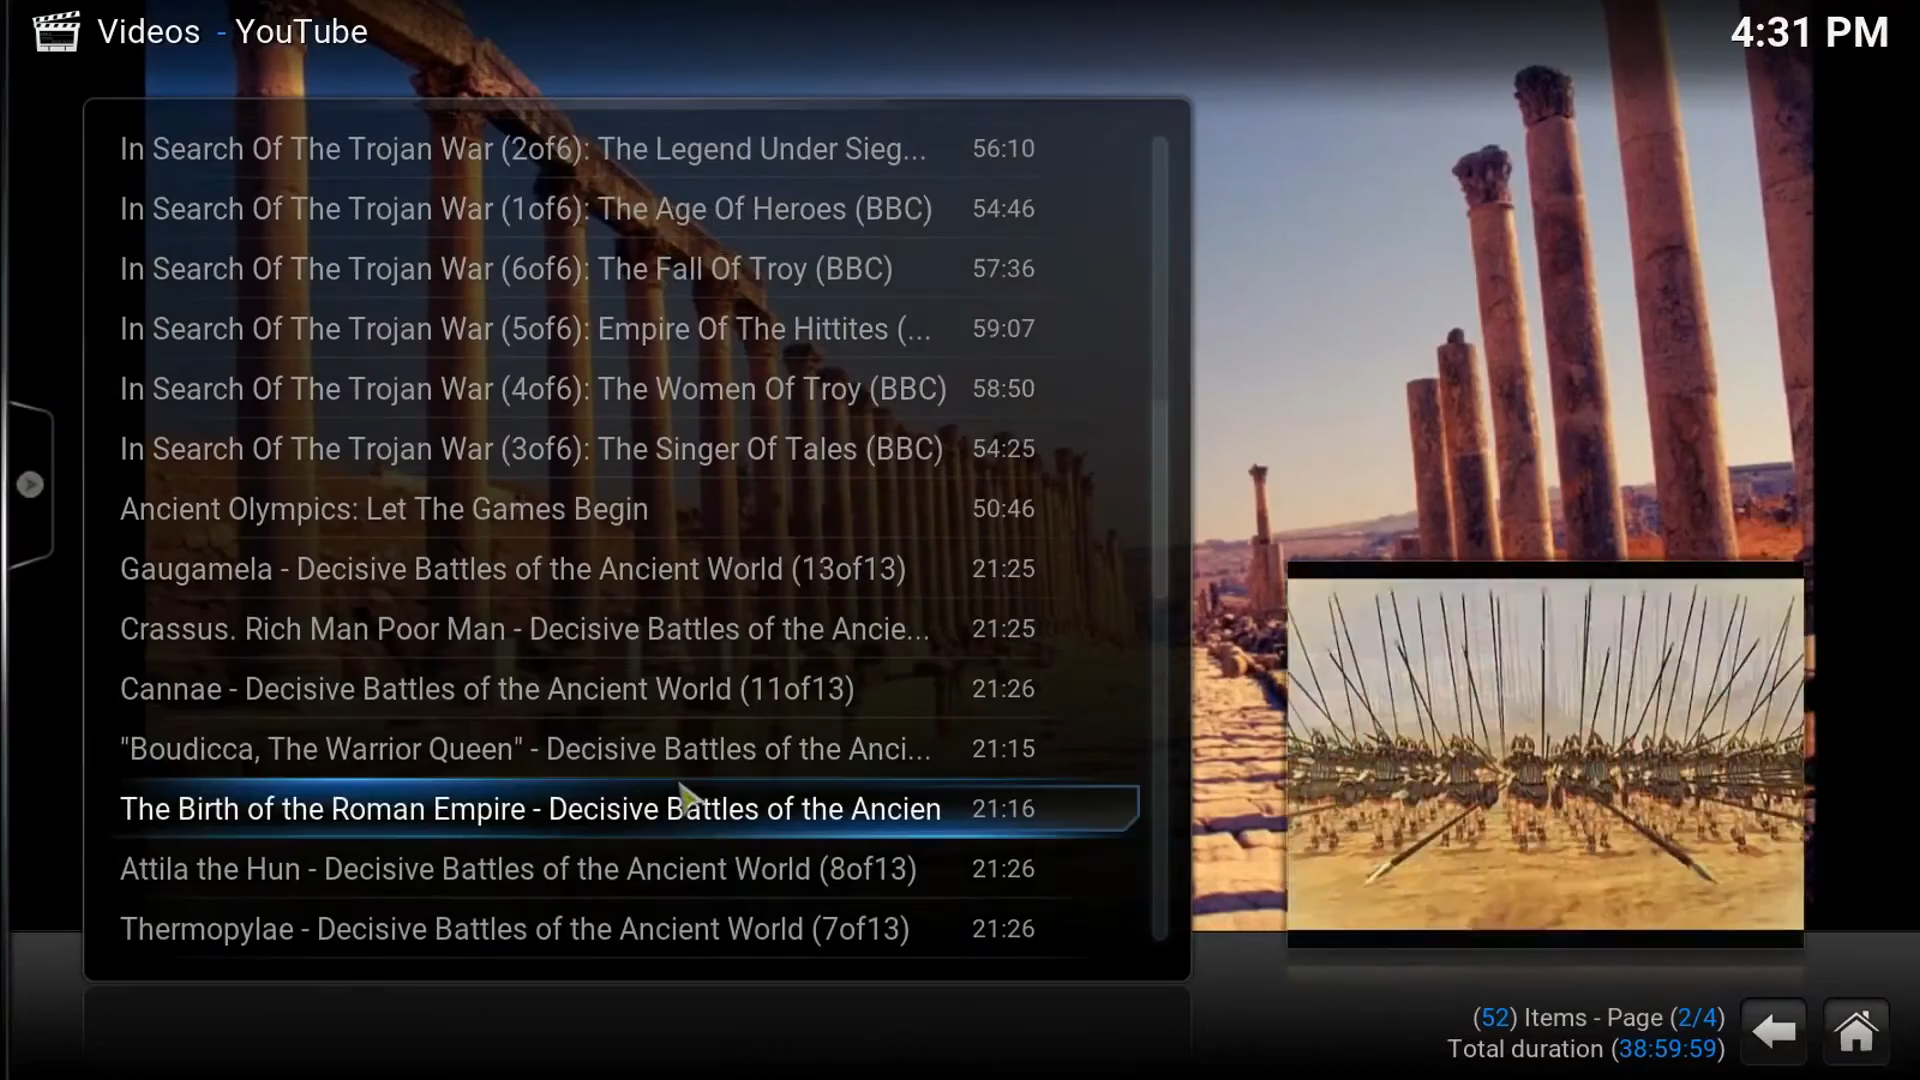 Videos - YouTube
4:31 PM
In Search Of The Trojan War (2of6): The Legend Under Sieg... 56:10
In Search Of The Trojan War (1of6): The Age Of Heroes (BBC) 54:46
In Search Of The Trojan War (6of6): The Fall Of Troy (BBC) 57:36
In Search Of The Trojan War (5of6): Empire Of The Hittites (... 59:07
In Search Of The Trojan War (4of6): The Women Of Troy (BBC) 58:50
In Search Of The Trojan War (3of6): The Singer Of Tales (BBC) 54:25
Ancient Olympics: Let The Games Begin 50:46
Gaugamela - Decisive Battles of the Ancient World (13of13) 21:25
Crassus. Rich Man Poor Man - Decisive Battles of the Ancie... 21:25
Cannae - Decisive Battles of the Ancient World (11of13) 21:26
"Boudicca, The Warrior Queen" - Decisive Battles of the Anci... 21:15
The Birth of the Roman Empire - Decisive Battles of the Ancien 21:16
Attila the Hun - Decisive Battles of the Ancient World (8of13) 21:26
Thermopylae - Decisive Battles of the Ancient World (7of13) 21:26
(52) Items - Page (2/4)
Total duration (38:59:59)